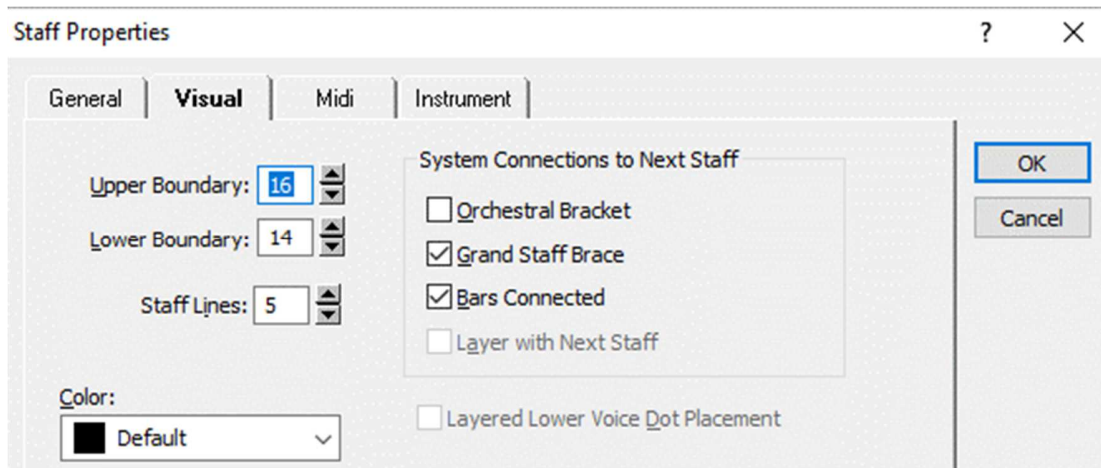 Staff Properties ? X
General Visual Midi Instrument
System Connections to Next Staff
Upper Boundary: 16
Orchestral Bracket
Lower Boundary: 14
Grand Staff Brace
Staff Lines: 5
Bars Connected
Layer with Next Staff
Color:
Default
Layered Lower Voice Dot Placement
OK
Cancel